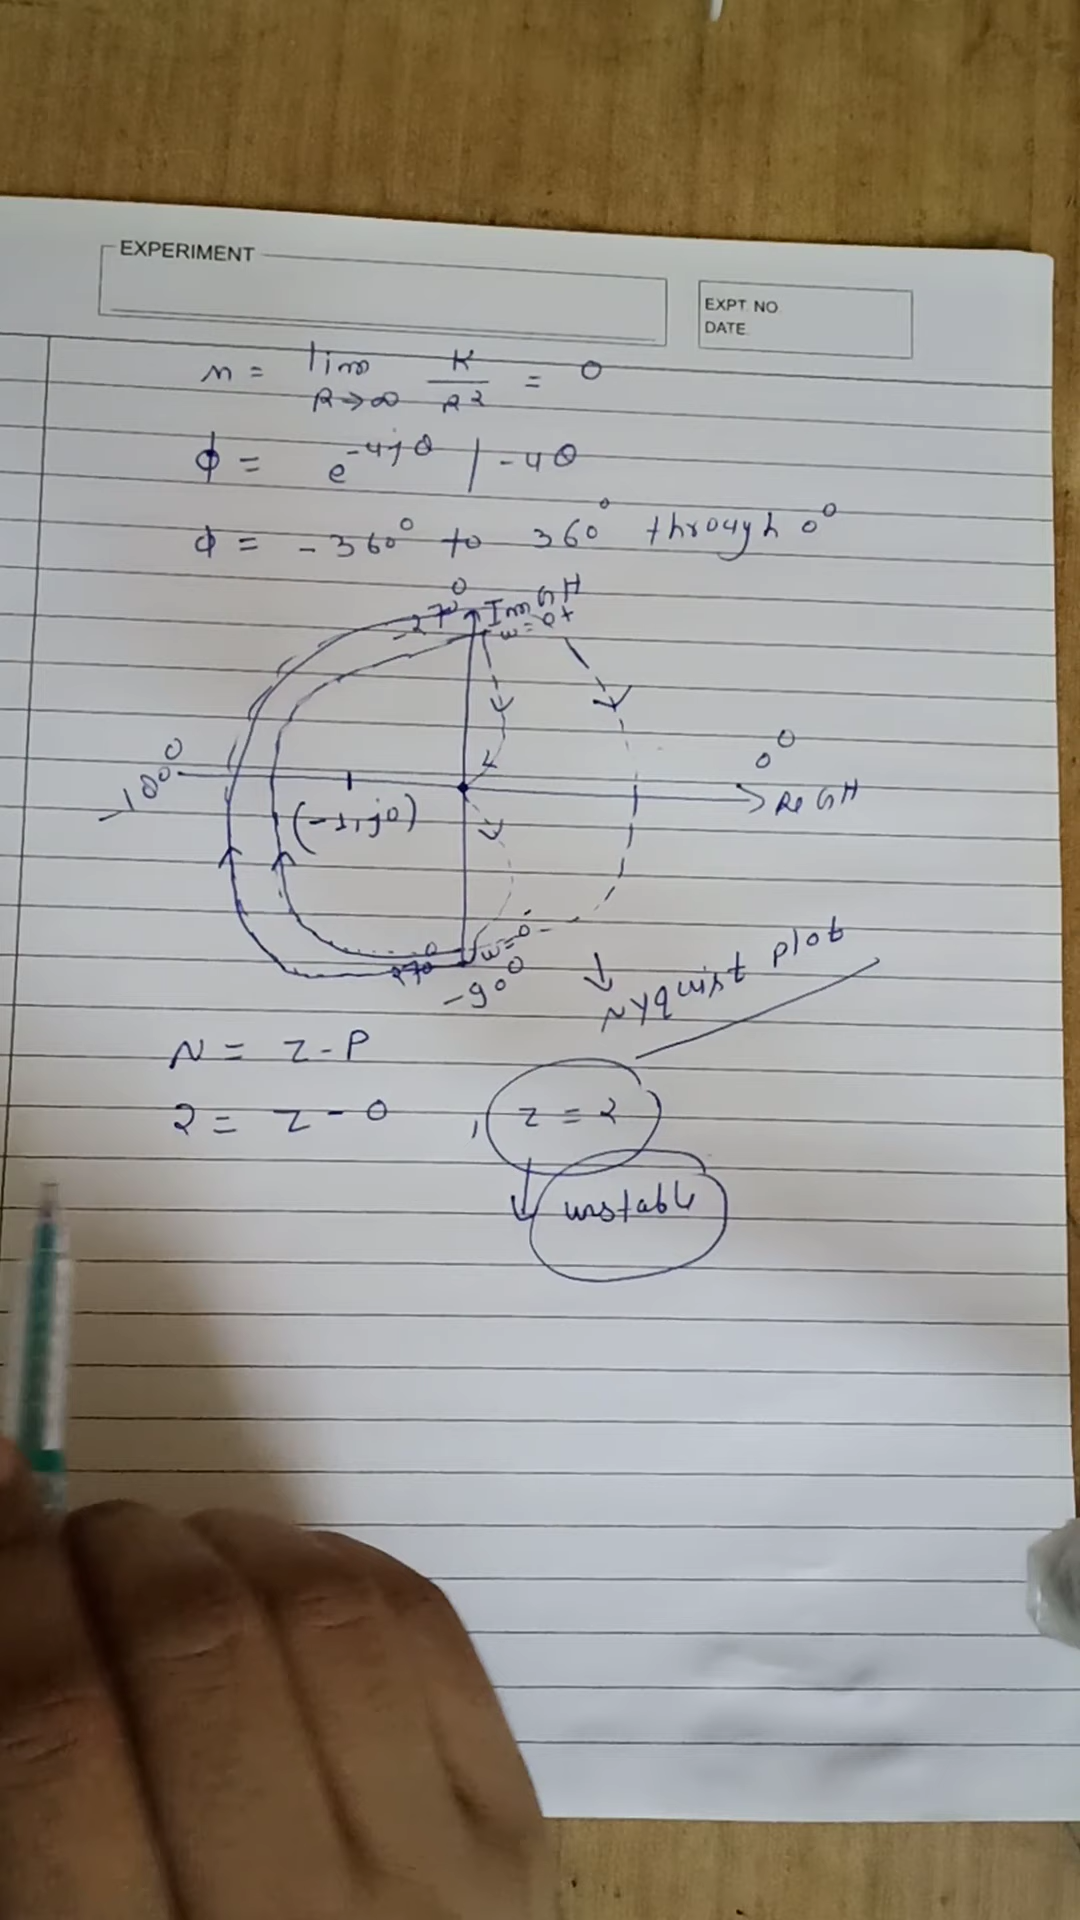 EXPERIMENT
EXPT. NO.
DATE
m = lim R→∞ K/R² = 0
ϕ = e^-4jθ | -4θ
ϕ = -360° to 360° through 0°
-270° Im GH
ω=0+
0°
-180°
Re GH
(-1, j0)
270° ω=0-
-90°
↓ Nyquist plot
N = Z-P
2 = Z-0 , Z=2
↓ unstable